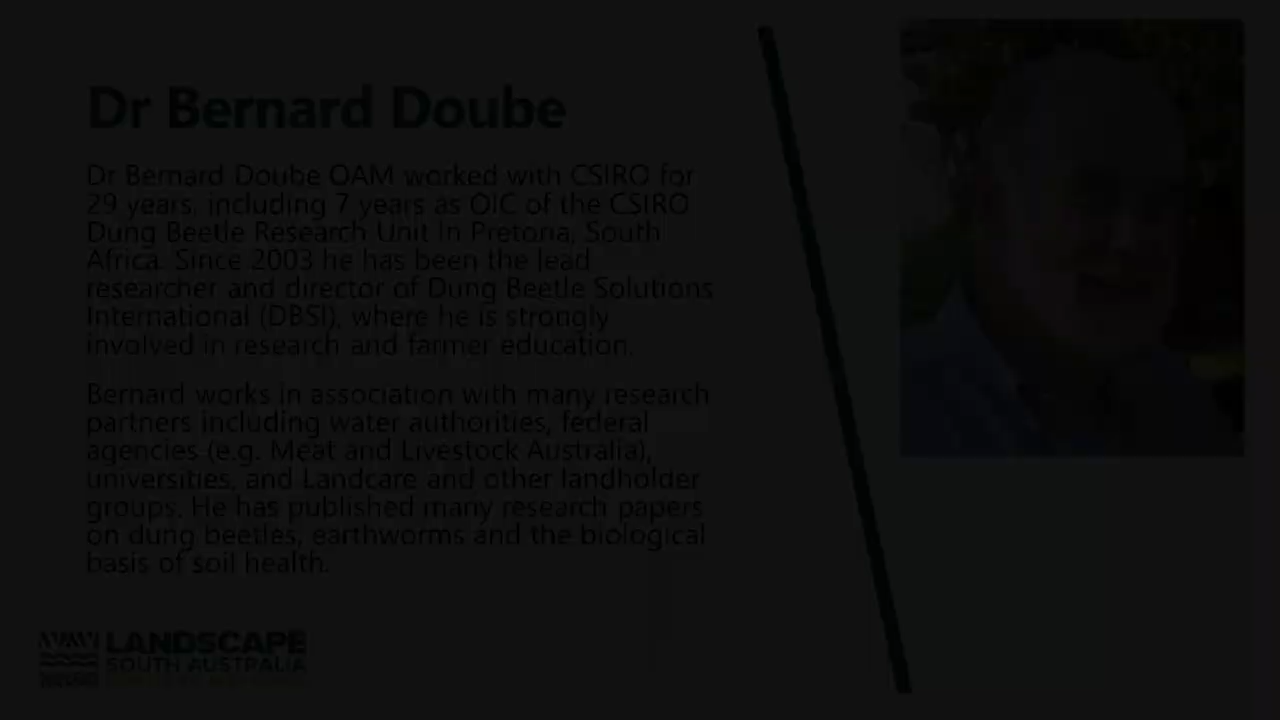 Dr Bernard Doube
Dr Bernard Doube OAM worked with CSIRO for
29 years, including 7 years as OIC of the CSIRO
Dung Beetle Research Unit in Pretoria, South
Africa. Since 2003 he has been the lead
researcher and director of Dung Beetle Solutions
International (DBSI), where he is strongly
involved in research and farmer education.
Bernard works in association with many research
partners including water authorities, federal
agencies (e.g. Meat and Livestock Australia),
universities, and Landcare and other landholder
groups. He has published many research papers
on dung beetles, earthworms and the biological
basis of soil health.
LANDSCAPE
SOUTH AUSTRALIA